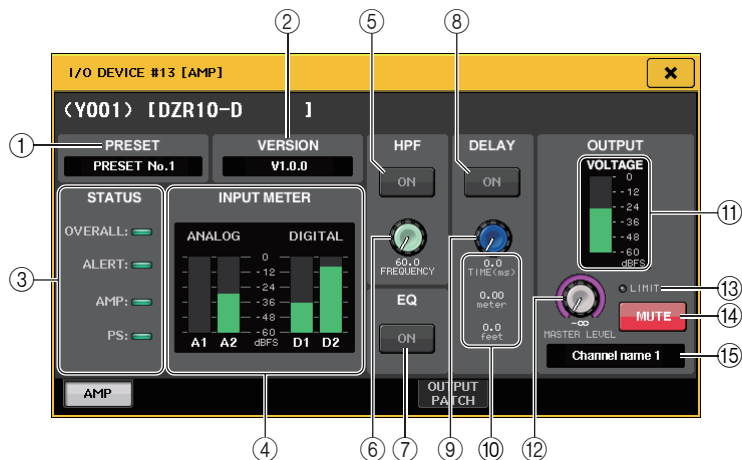 ② ⑤ ⑧
I/O DEVICE #13 [AMP]
(Y001) [DZR10-D ]
① PRESET VERSION HPF DELAY OUTPUT
PRESET No.1 V1.0.0 ON ON VOLTAGE
③ STATUS INPUT METER
OVERALL: ANALOG DIGITAL
ALERT:
AMP:
PS:
0
-12
-24
-36
-48
-60
dBFS
A1 A2 D1 D2
60.0
FREQUENCY
EQ
ON
0.0
TIME(ms)
0.00
meter
0.0
feet
0
-12
-24
-36
-48
-60
dBFS
⑪
LIMIT ⑬
MUTE ⑭
-∞
MASTER LEVEL
Channel name 1 ⑮
AMP OUTPUT
PATCH
④ ⑥ ⑦ ⑨ ⑩ ⑫